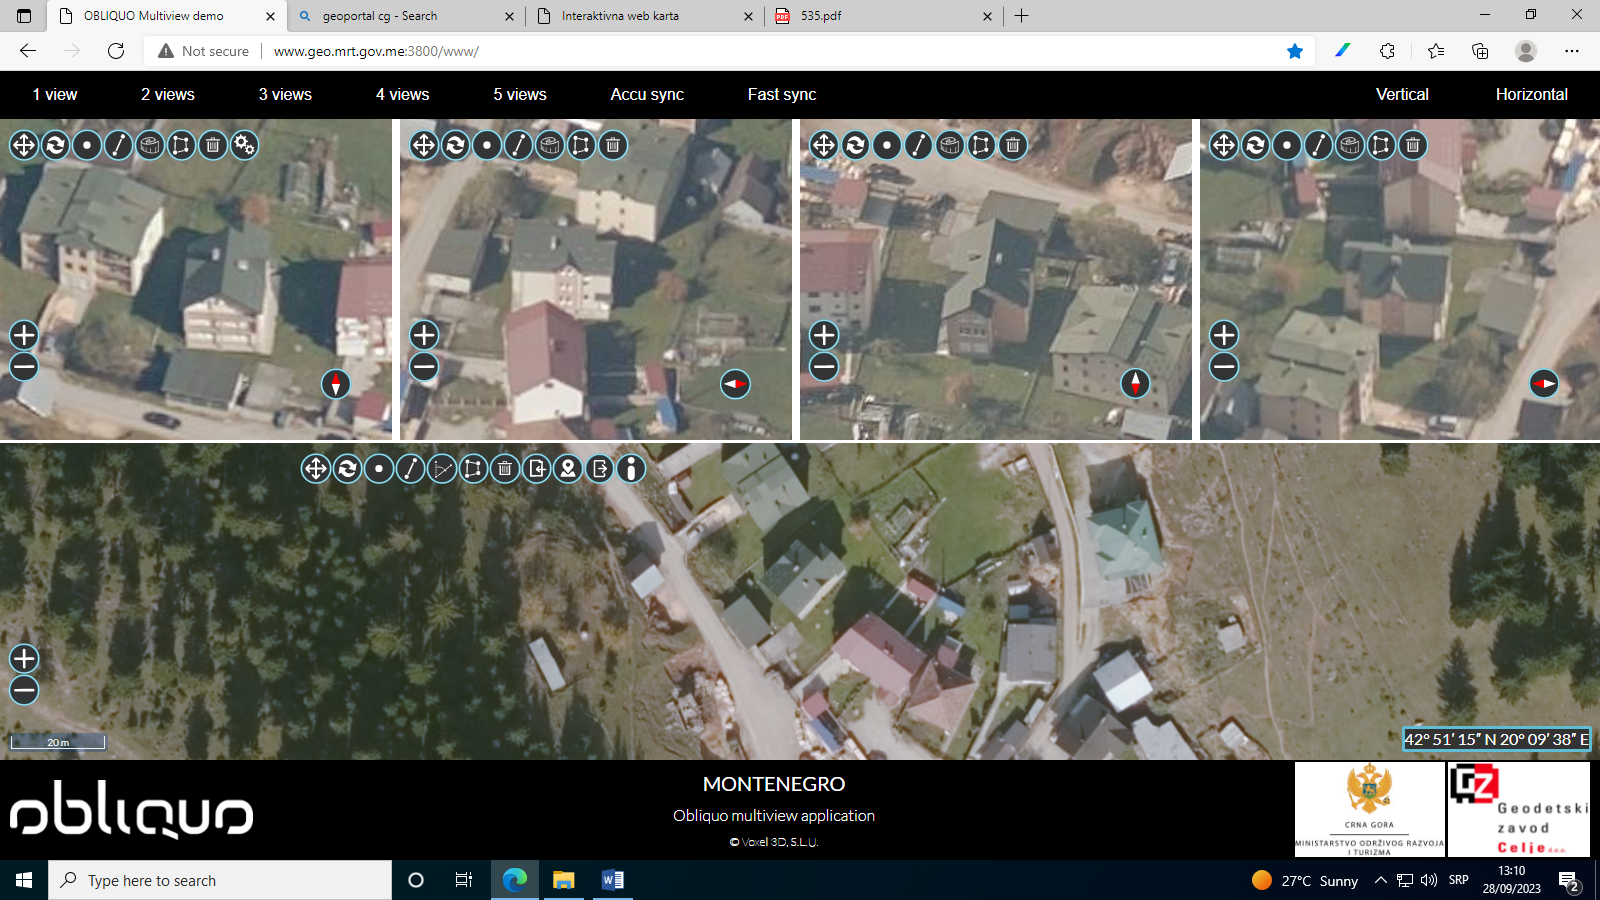 OBLIQUO Multiview demo
geoportal cg - Search
Interaktivna web karta
PDF
535.pdf
Not secure
www.geo.mrt.gov.me:3800/www/
1 view
2 views
3 views
4 views
5 views
Accu sync
Fast sync
Vertical
Horizontal
20 m
42° 51′ 15″ N 20° 09′ 38″ E
obliquo
MONTENEGRO
Obliquo multiview application
© Voxel 3D, S.L.U.
CRNA GORA
MINISTARSTVO ODRŽIVOG RAZVOJA
I TURIZMA
GZ
Geodetski
zavod
Celje d.o.o.
Type here to search
27°C Sunny
SRP
13:10
28/09/2023
2